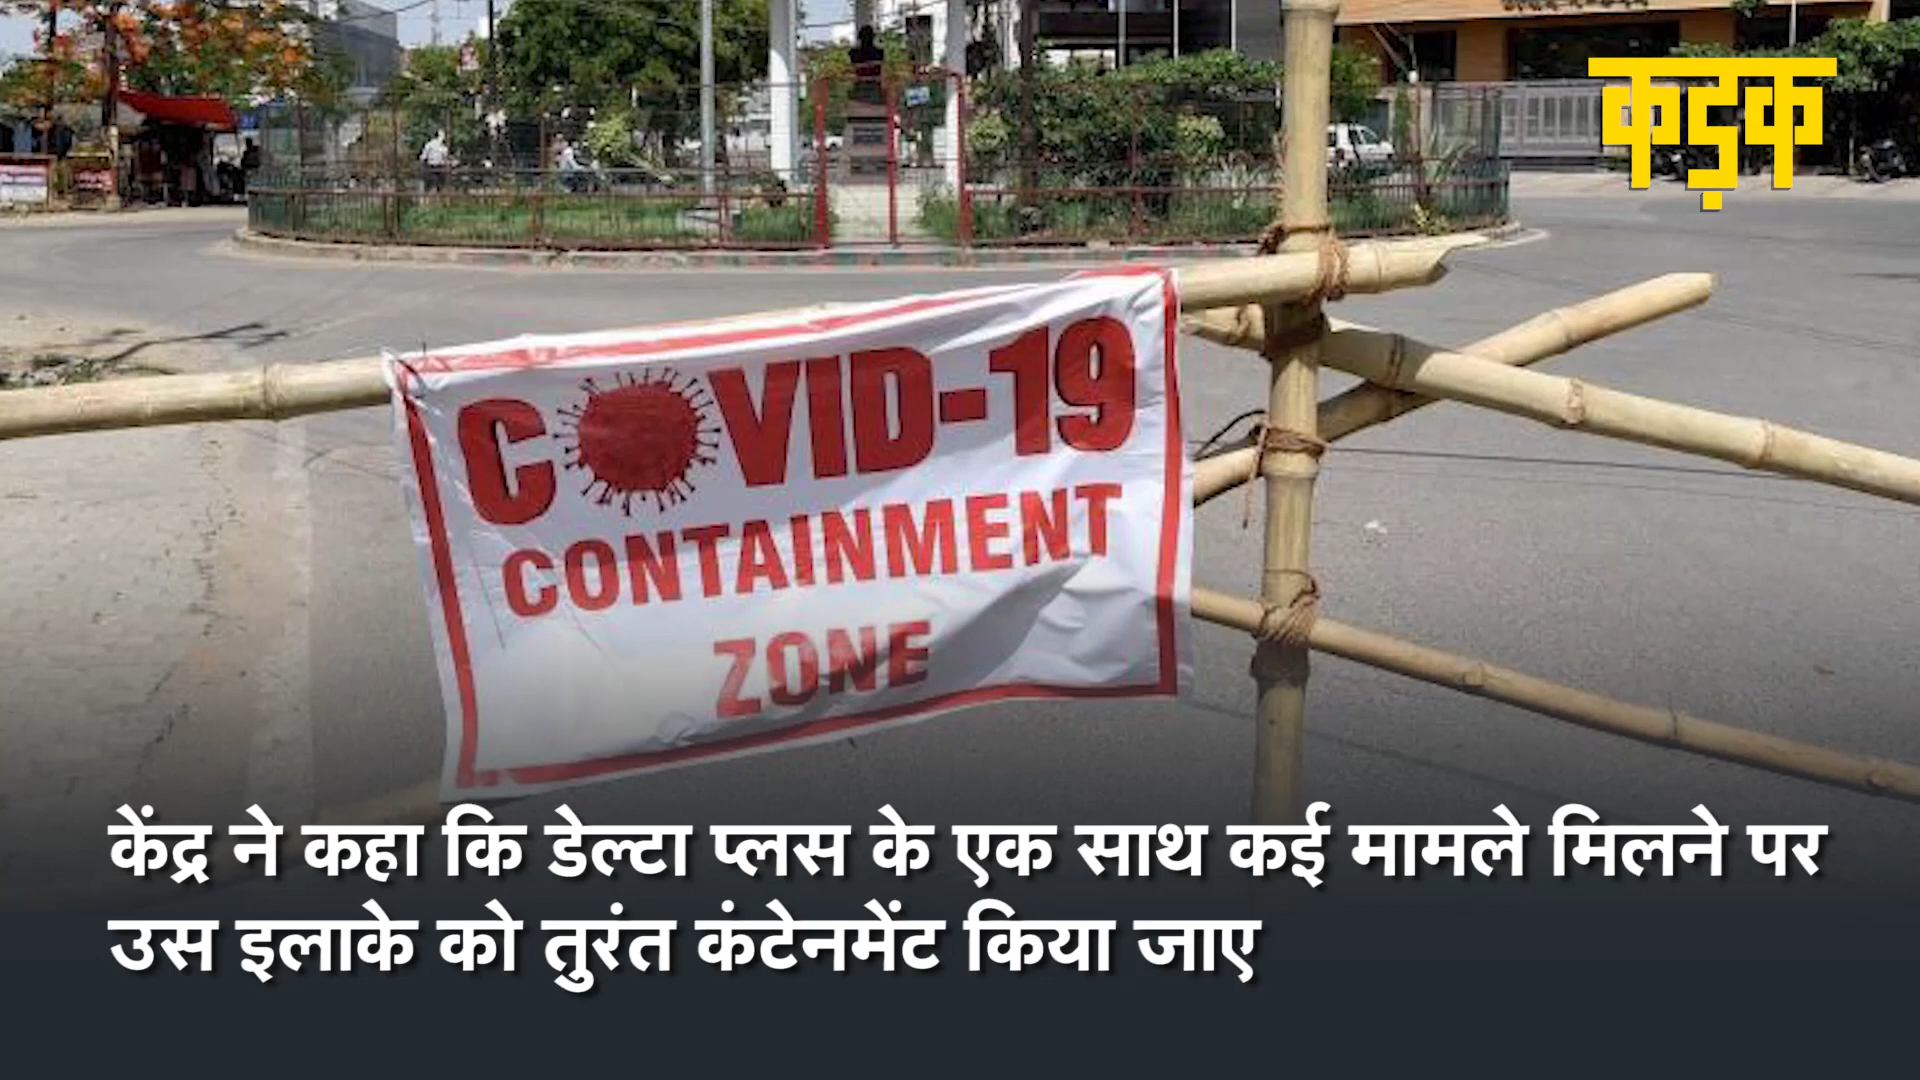 कड़क
COVID-19
CONTAINMENT
ZONE
केंद्र ने कहा कि डेल्टा प्लस के एक साथ कई मामले मिलने पर
उस इलाके को तुरंत कंटेनमेंट किया जाए